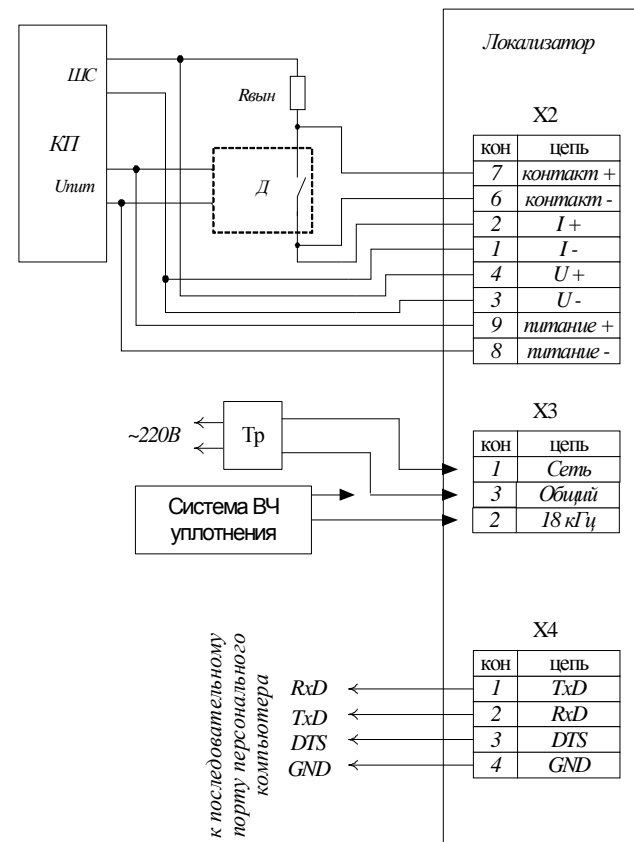 Локализатор
ШС
КП
Uпит
Rвын
Д
X2
кон цепь
7 контакт +
6 контакт -
2 I +
1 I -
4 U +
3 U -
9 питание +
8 питание -
~220В
Тр
Система ВЧ
уплотнения
X3
кон цепь
1 Сеть
3 Общий
2 18 кГц
к последовательному
порту персонального
компьютера
RxD
TxD
DTS
GND
X4
кон цепь
1 TxD
2 RxD
3 DTS
4 GND